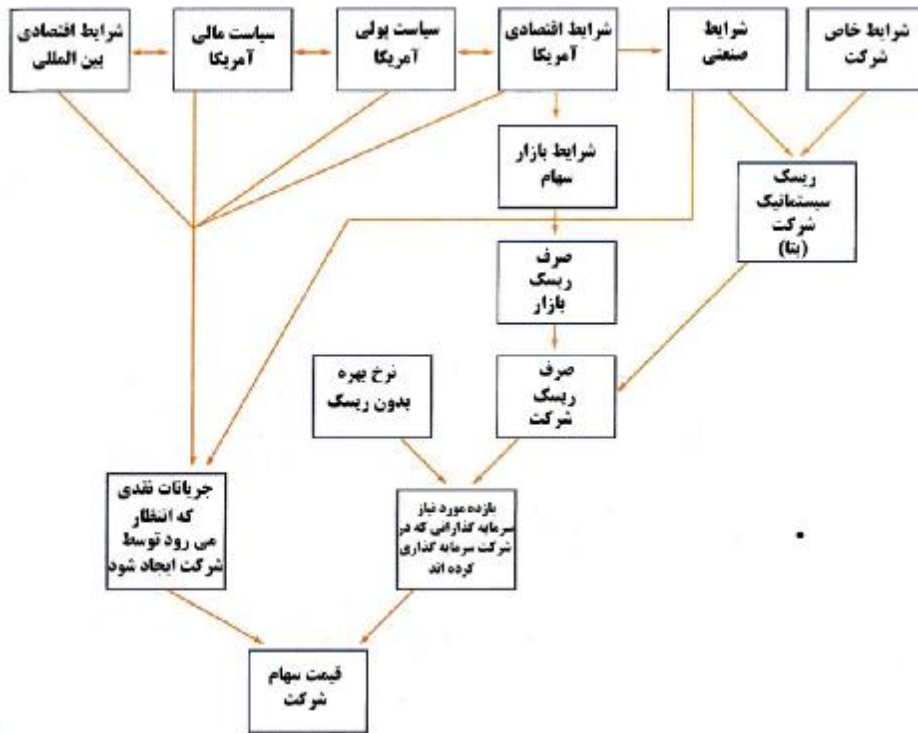 شرایط خاص
شرکت
شرایط
صنعتی
شرایط اقتصادی
آمریکا
سیاست پولی
آمریکا
سیاست مالی
آمریکا
شرایط اقتصادی
بین المللی
شرایط بازار
سهام
ریسک
سیستماتیک
شرکت
(بتا)
صرف
ریسک
بازار
صرف
ریسک
شرکت
نرخ بهره
بدون ریسک
بازده مورد نیاز
سرمایه گذارانی که در
شرکت سرمایه گذاری
کرده اند
جریانات نقدی
که انتظار
می رود توسط
شرکت ایجاد شود
قیمت سهام
شرکت